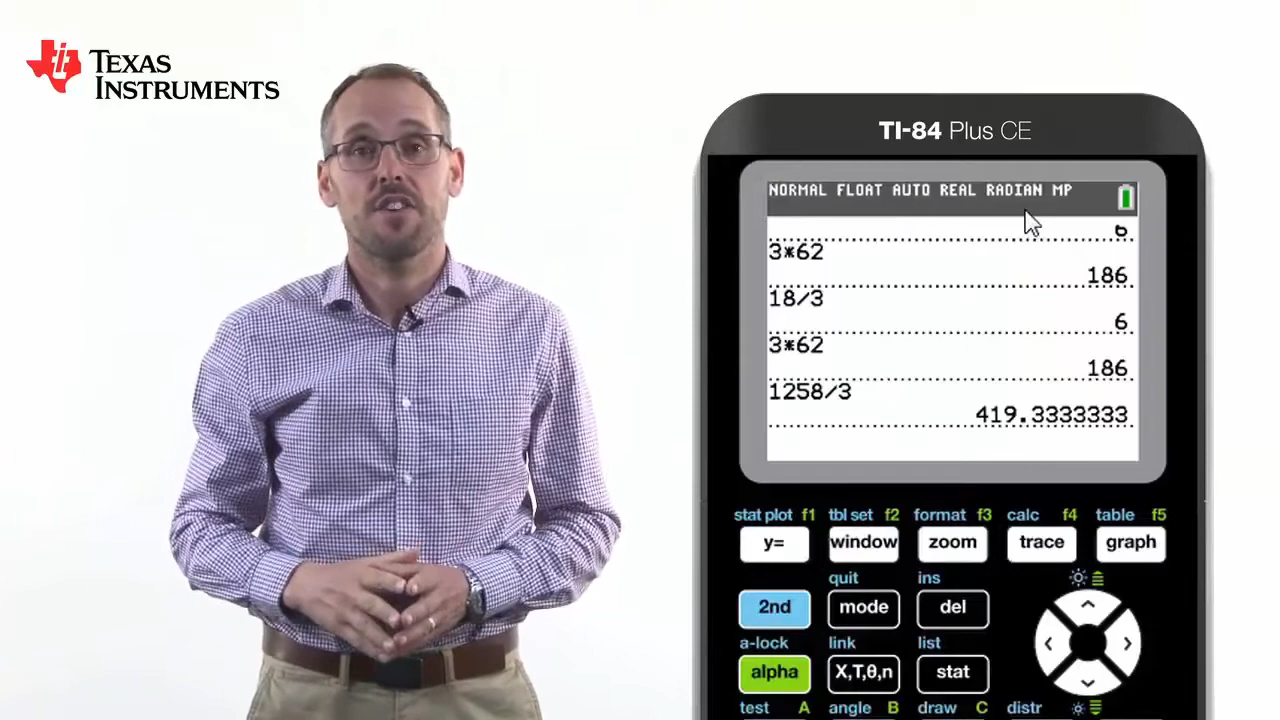 TEXAS
INSTRUMENTS
TI-84 Plus CE
NORMAL FLOAT AUTO REAL RADIAN MP
6
3*62
186
18/3
6
3*62
186
1258/3
419.3333333
stat plot f1 tbl set f2 format f3 calc f4 table f5
y= window zoom trace graph
quit ins
2nd mode del
a-lock link list
alpha X,T,θ,n stat
test A angle B draw C distr